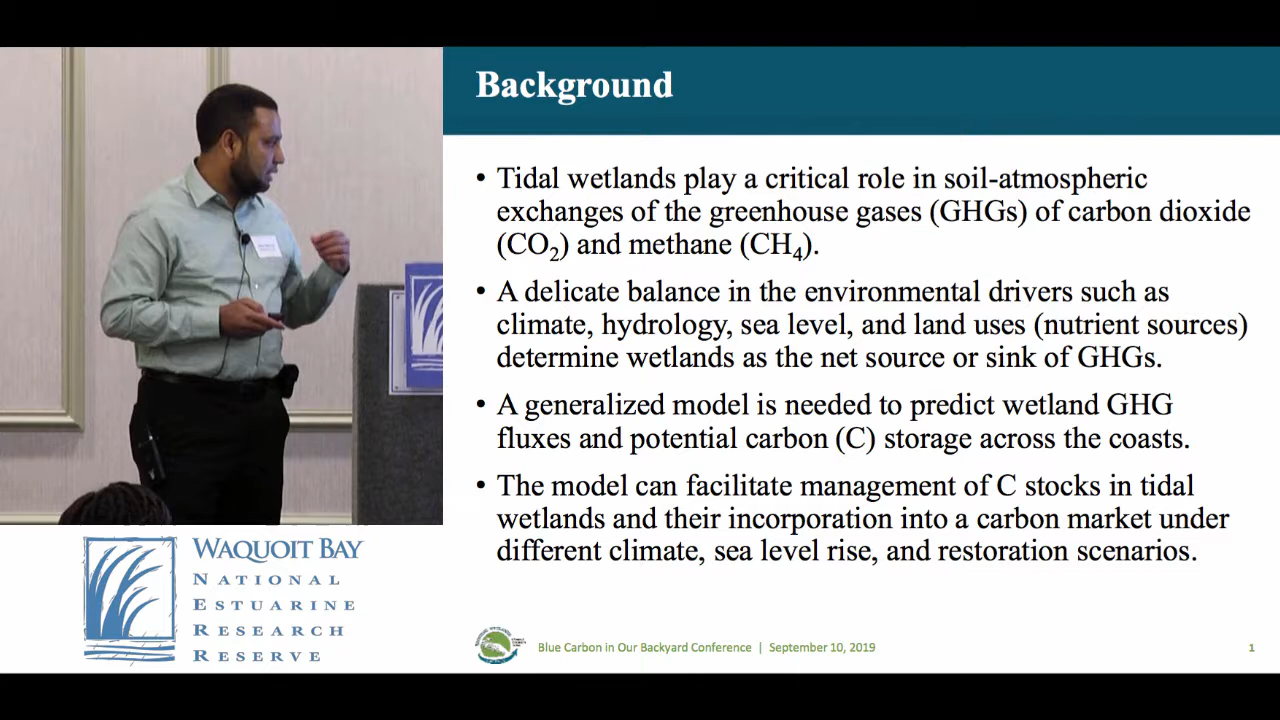 Background
• Tidal wetlands play a critical role in soil-atmospheric
exchanges of the greenhouse gases (GHGs) of carbon dioxide
(CO₂) and methane (CH₄).
• A delicate balance in the environmental drivers such as
climate, hydrology, sea level, and land uses (nutrient sources)
determine wetlands as the net source or sink of GHGs.
• A generalized model is needed to predict wetland GHG
fluxes and potential carbon (C) storage across the coasts.
• The model can facilitate management of C stocks in tidal
wetlands and their incorporation into a carbon market under
different climate, sea level rise, and restoration scenarios.
WAQUOIT BAY
NATIONAL
ESTUARINE
RESEARCH
RESERVE
Blue Carbon in Our Backyard Conference | September 10, 2019
1